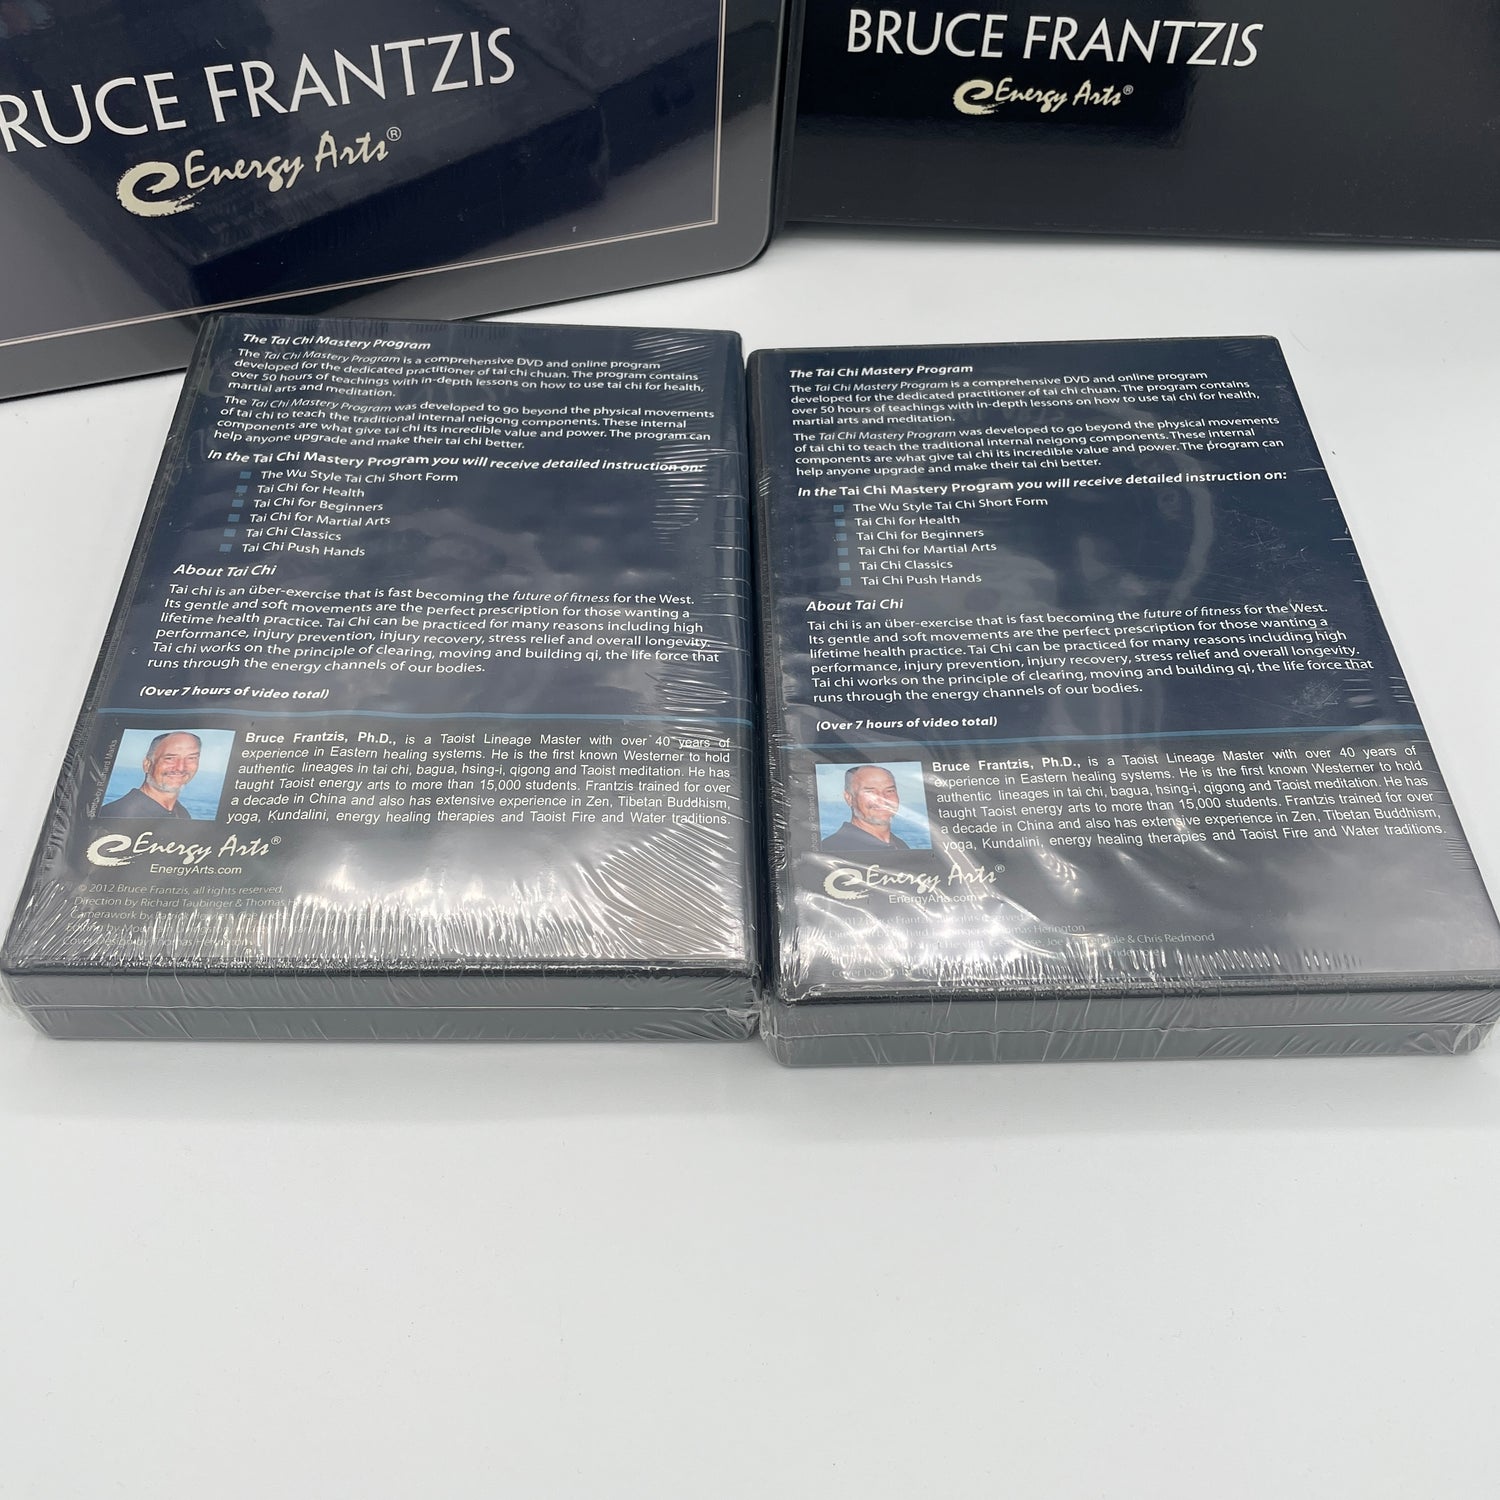 RUCE FRANTZIS
Energy Arts®
BRUCE FRANTZIS
Energy Arts®
The Tai Chi Mastery Program
The Tai Chi Mastery Program is a comprehensive DVD and online program
developed for the dedicated practitioner of tai chi chuan. The program contains
over 50 hours of teachings with in-depth lessons on how to use tai chi for health,
martial arts and meditation.
The Tai Chi Mastery Program was developed to go beyond the physical movements
of tai chi to teach the traditional internal neigong components. These internal
components are what give tai chi its incredible value and power. The program can
help anyone upgrade and make their tai chi better.
In the Tai Chi Mastery Program you will receive detailed instruction on:
The Wu Style Tai Chi Short Form
Tai Chi for Health
Tai Chi for Beginners
Tai Chi for Martial Arts
Tai Chi Classics
Tai Chi Push Hands
About Tai Chi
Tai chi is an über-exercise that is fast becoming the future of fitness for the West.
Its gentle and soft movements are the perfect prescription for those wanting a
lifetime health practice. Tai Chi can be practiced for many reasons including high
performance, injury prevention, injury recovery, stress relief and overall longevity.
Tai chi works on the principle of clearing, moving and building qi, the life force that
runs through the energy channels of our bodies.
(Over 7 hours of video total)
Bruce Frantzis, Ph.D., is a Taoist Lineage Master with over 40 years of
experience in Eastern healing systems. He is the first known Westerner to hold
authentic lineages in tai chi, bagua, hsing-i, qigong and Taoist meditation. He has
taught Taoist energy arts to more than 15,000 students. Frantzis trained for over
a decade in China and also has extensive experience in Zen, Tibetan Buddhism,
yoga, Kundalini, energy healing therapies and Taoist Fire and Water traditions.
Energy Arts®
EnergyArts.com
© 2012 Bruce Frantzis, all rights reserved.
Direction by Richard Taubinger & Thomas
Camerawork by
Editing by
Cover Design by Thomas Herington
The Tai Chi Mastery Program
The Tai Chi Mastery Program is a comprehensive DVD and online program
developed for the dedicated practitioner of tai chi chuan. The program contains
over 50 hours of teachings with in-depth lessons on how to use tai chi for health,
martial arts and meditation.
The Tai Chi Mastery Program was developed to go beyond the physical movements
of tai chi to teach the traditional internal neigong components. These internal
components are what give tai chi its incredible value and power. The program can
help anyone upgrade and make their tai chi better.
In the Tai Chi Mastery Program you will receive detailed instruction on:
The Wu Style Tai Chi Short Form
Tai Chi for Health
Tai Chi for Beginners
Tai Chi for Martial Arts
Tai Chi Classics
Tai Chi Push Hands
About Tai Chi
Tai chi is an über-exercise that is fast becoming the future of fitness for the West.
Its gentle and soft movements are the perfect prescription for those wanting a
lifetime health practice. Tai Chi can be practiced for many reasons including high
performance, injury prevention, injury recovery, stress relief and overall longevity.
Tai chi works on the principle of clearing, moving and building qi, the life force that
runs through the energy channels of our bodies.
(Over 7 hours of video total)
Bruce Frantzis, Ph.D., is a Taoist Lineage Master with over 40 years of
experience in Eastern healing systems. He is the first known Westerner to hold
authentic lineages in tai chi, bagua, hsing-i, qigong and Taoist meditation. He has
taught Taoist energy arts to more than 15,000 students. Frantzis trained for over
a decade in China and also has extensive experience in Zen, Tibetan Buddhism,
yoga, Kundalini, energy healing therapies and Taoist Fire and Water traditions.
Energy Arts®
EnergyArts.com
Herington
& Chris Redmond
Cover